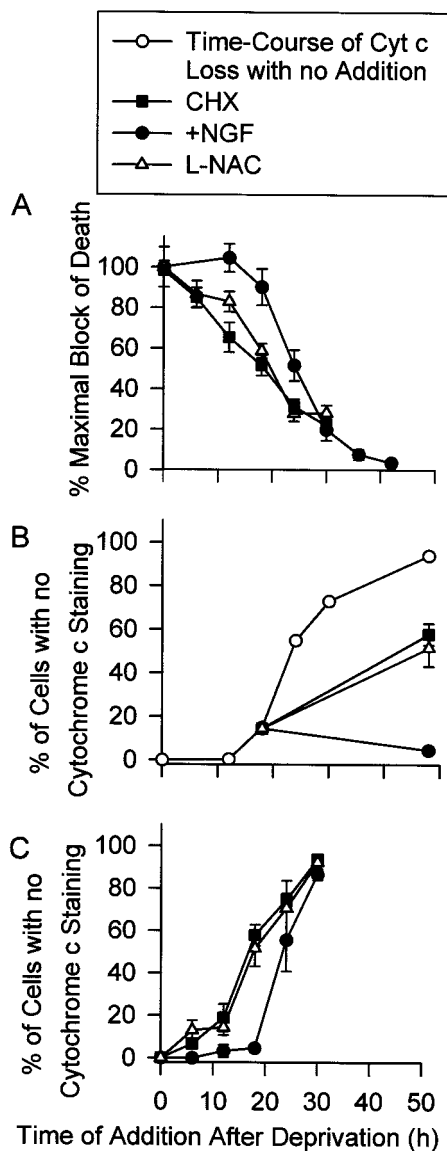 Time-Course of Cyt c
Loss with no Addition
CHX
+NGF
L-NAC
A
% Maximal Block of Death
100
80
60
40
20
0
B
% of Cells with no
Cytochrome c Staining
100
80
60
40
20
0
C
% of Cells with no
Cytochrome c Staining
100
80
60
40
20
0
0 10 20 30 40 50
Time of Addition After Deprivation (h)